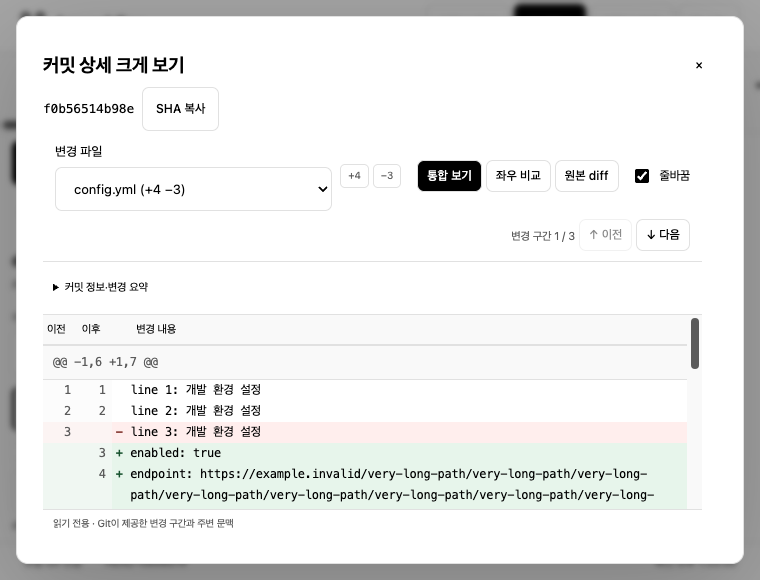 커밋 상세 크게 보기 ×
f0b56514b98e SHA 복사
변경 파일
config.yml (+4 −3) +4 −3 통합 보기 좌우 비교 원본 diff 줄바꿈
변경 구간 1 / 3 ↑ 이전 ↓ 다음
▶ 커밋 정보·변경 요약
이전 이후 변경 내용
@@ −1,6 +1,7 @@
1 1 line 1: 개발 환경 설정
2 2 line 2: 개발 환경 설정
3 − line 3: 개발 환경 설정
3 + enabled: true
4 + endpoint: https://example.invalid/very-long-path/very-long-path/very-long-
path/very-long-path/very-long-path/very-long-path/very-long-path/very-long-
읽기 전용 · Git이 제공한 변경 구간과 주변 문맥